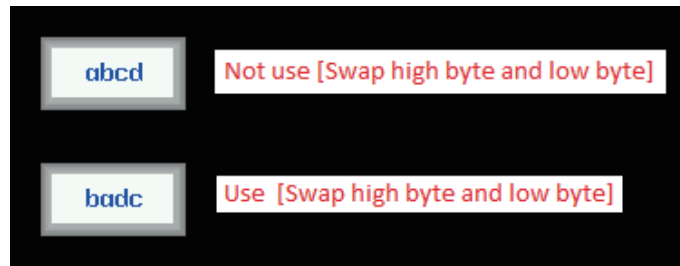 abcd Not use [Swap high byte and low byte]
badc Use [Swap high byte and low byte]